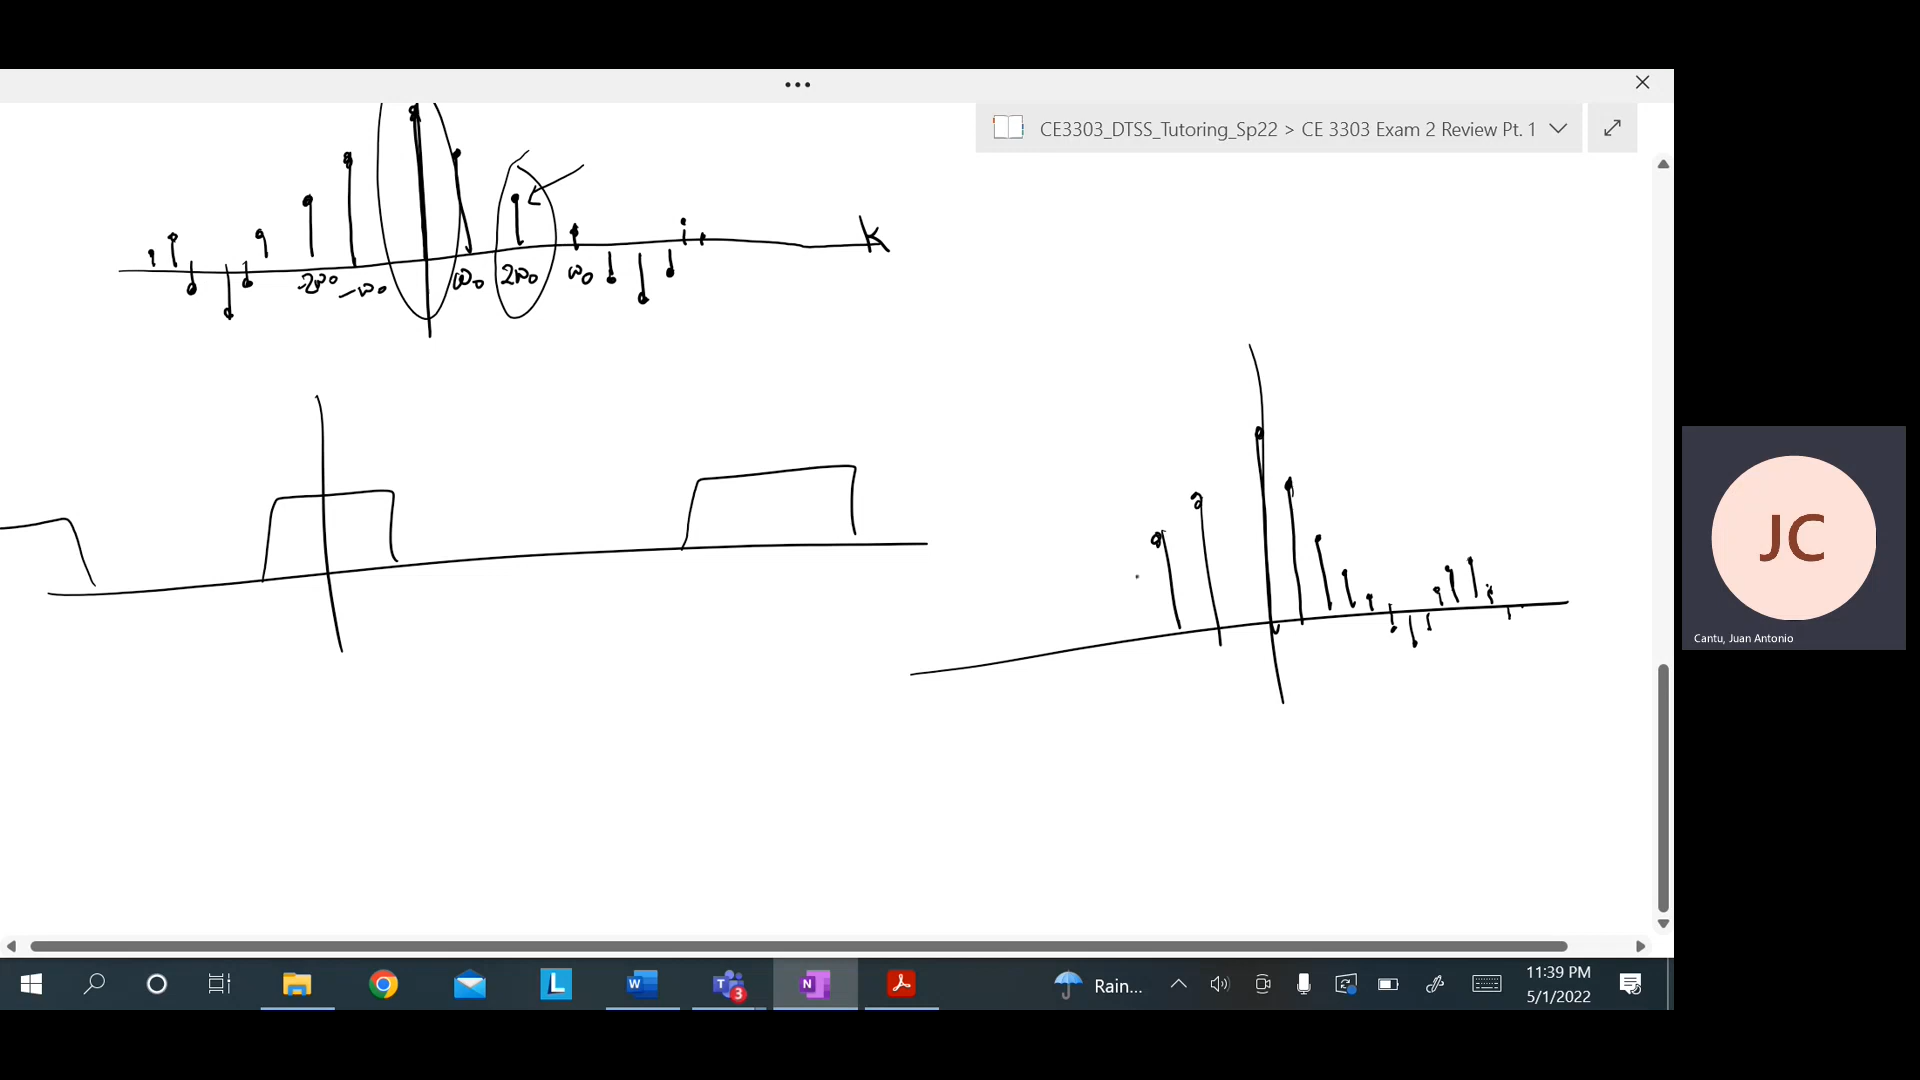 CE3303_DTSS_Tutoring_Sp22 > CE 3303 Exam 2 Review Pt. 1
k
-2ω₀ -ω₀ ω₀ 2ω₀ ω₀
JC
Cantu, Juan Antonio
L W T 3 N Rain... 11:39 PM
5/1/2022